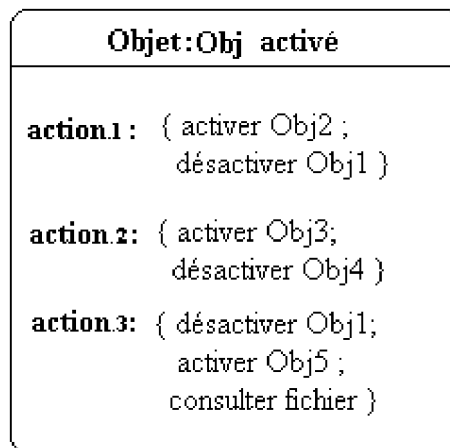 Objet:Obj activé
action.1 : { activer Obj2 ;
désactiver Obj1 }
action.2: { activer Obj3;
désactiver Obj4 }
action.3: { désactiver Obj1;
activer Obj5 ;
consulter fichier }